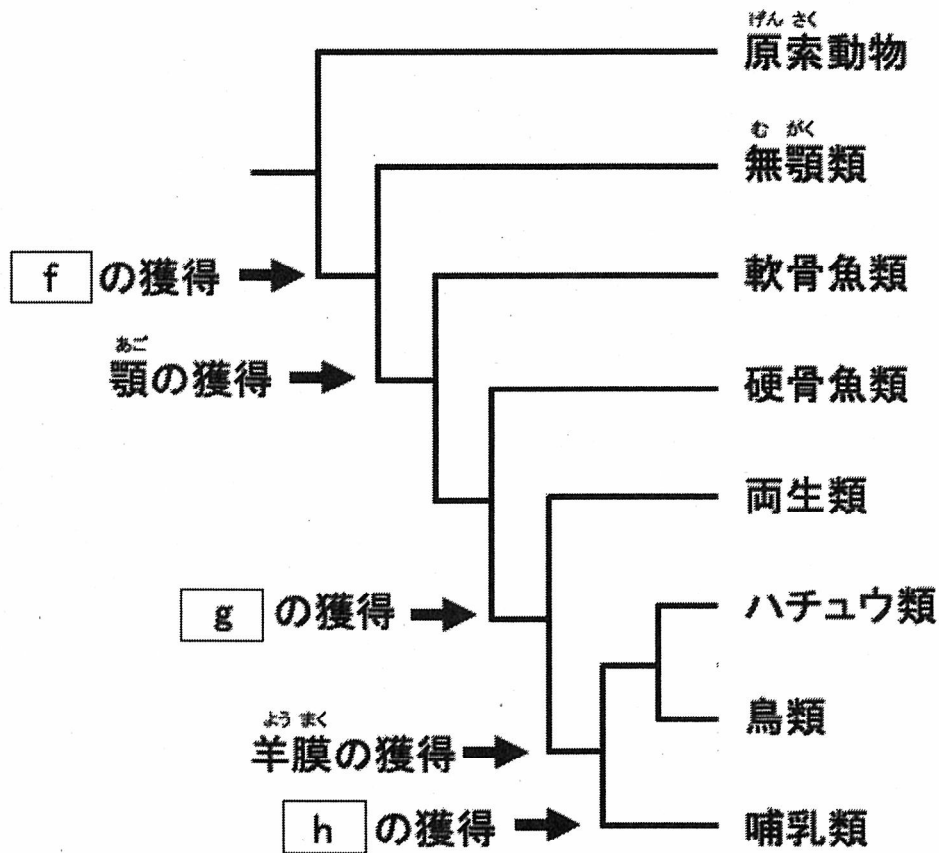 げんさく
原索動物
むがく
無顎類
fの獲得
軟骨魚類
あご
顎の獲得
硬骨魚類
両生類
gの獲得
ハチュウ類
鳥類
ようまく
羊膜の獲得
hの獲得
哺乳類